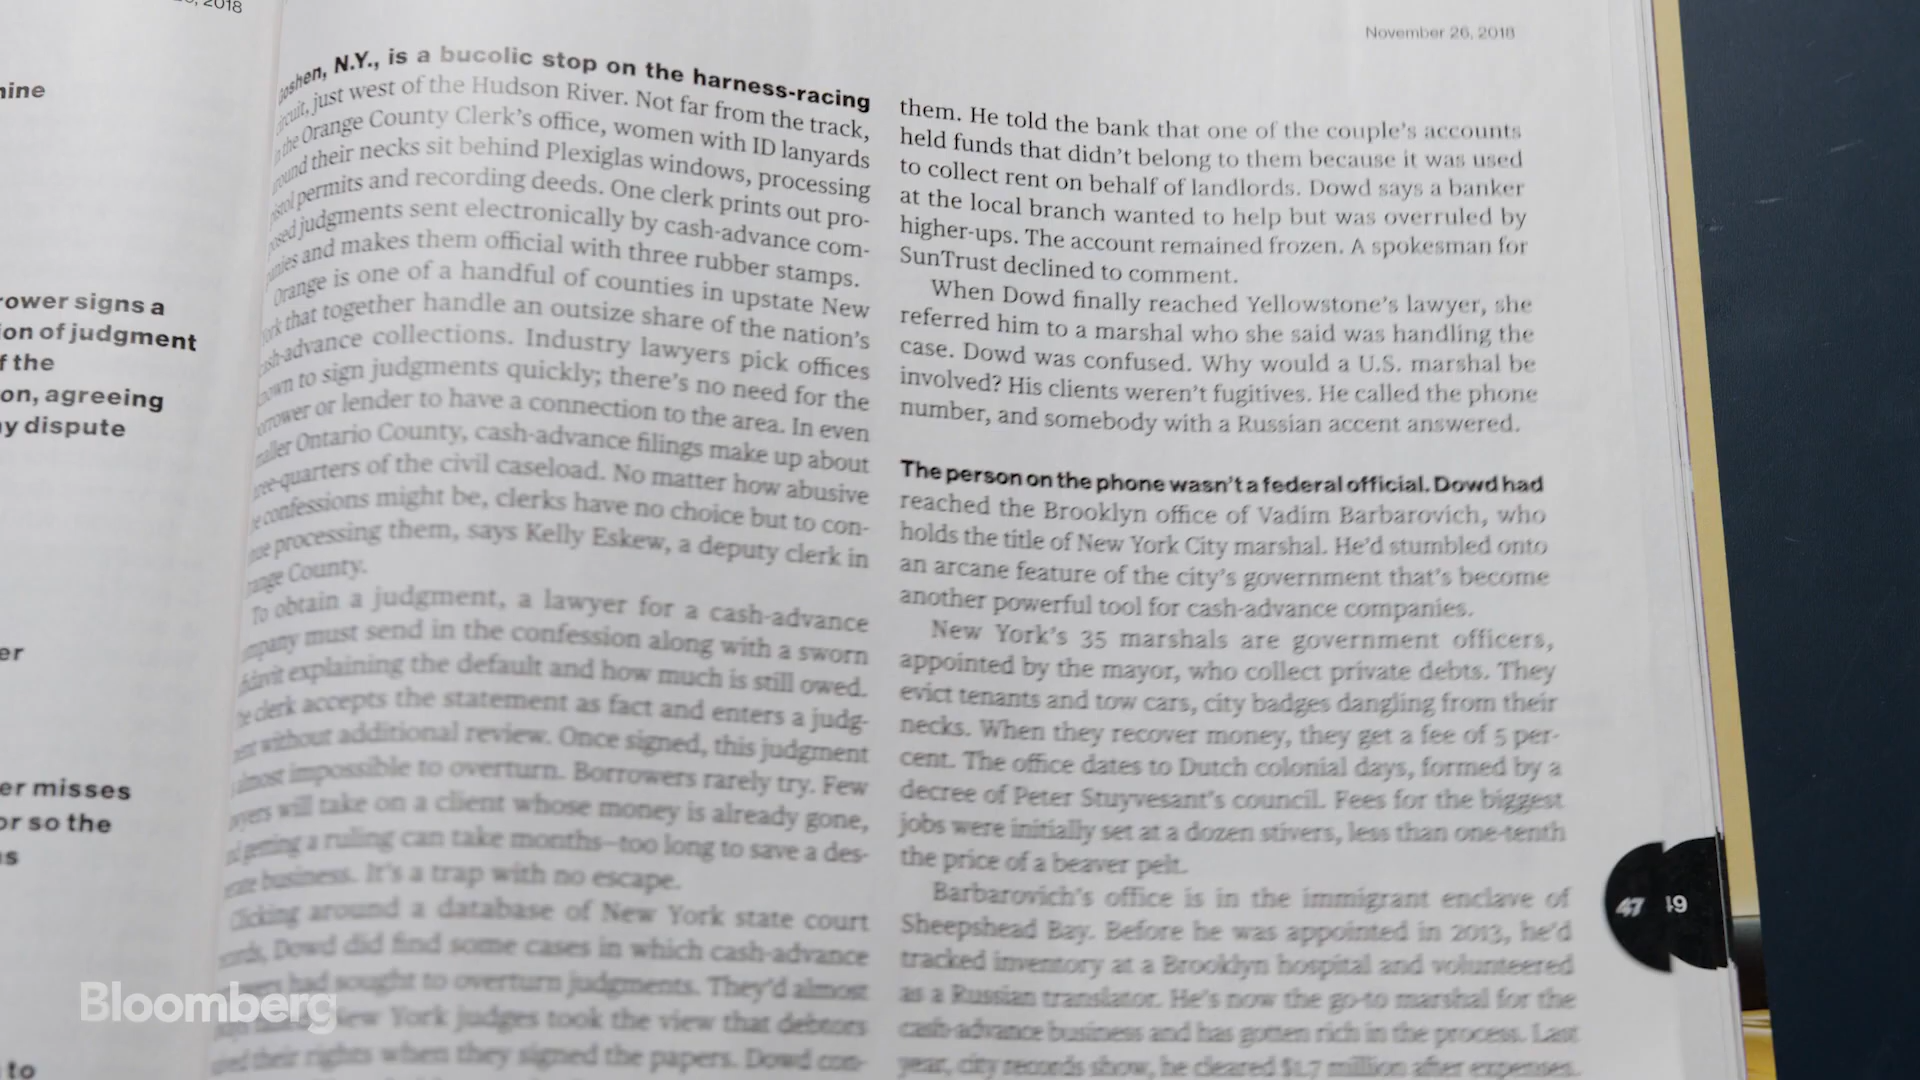 , 2018
nine
rower signs a
ion of judgment
f the
on, agreeing
y dispute
er
er misses
or so the
s
to
Goshen, N.Y., is a bucolic stop on the harness-racing
circuit, just west of the Hudson River. Not far from the track,
in the Orange County Clerk's office, women with ID lanyards
around their necks sit behind Plexiglas windows, processing
pistol permits and recording deeds. One clerk prints out pro-
posed judgments sent electronically by cash-advance com-
panies and makes them official with three rubber stamps.
Orange is one of a handful of counties in upstate New
York that together handle an outsize share of the nation's
cash-advance collections. Industry lawyers pick offices
known to sign judgments quickly; there's no need for the
borrower or lender to have a connection to the area. In even
smaller Ontario County, cash-advance filings make up about
three-quarters of the civil caseload. No matter how abusive
the confessions might be, clerks have no choice but to con-
tinue processing them, says Kelly Eskew, a deputy clerk in
Orange County.
To obtain a judgment, a lawyer for a cash-advance
company must send in the confession along with a sworn
affidavit explaining the default and how much is still owed.
The clerk accepts the statement as fact and enters a judg-
ment without additional review. Once signed, this judgment
almost impossible to overturn. Borrowers rarely try. Few
lawyers will take on a client whose money is already gone,
and getting a ruling can take months—too long to save a des-
perate business. It's a trap with no escape.
Clicking around a database of New York state court
records, Dowd did find some cases in which cash-advance
had sought to overturn judgments. They'd almost
New York judges took the view that debtors
their rights when they signed the papers. Dowd con-
November 26, 2018
them. He told the bank that one of the couple's accounts
held funds that didn't belong to them because it was used
to collect rent on behalf of landlords. Dowd says a banker
at the local branch wanted to help but was overruled by
higher-ups. The account remained frozen. A spokesman for
SunTrust declined to comment.
When Dowd finally reached Yellowstone's lawyer, she
referred him to a marshal who she said was handling the
case. Dowd was confused. Why would a U.S. marshal be
involved? His clients weren't fugitives. He called the phone
number, and somebody with a Russian accent answered.
The person on the phone wasn't a federal official. Dowd had
reached the Brooklyn office of Vadim Barbarovich, who
holds the title of New York City marshal. He'd stumbled onto
an arcane feature of the city's government that's become
another powerful tool for cash-advance companies.
New York's 35 marshals are government officers,
appointed by the mayor, who collect private debts. They
evict tenants and tow cars, city badges dangling from their
necks. When they recover money, they get a fee of 5 per-
cent. The office dates to Dutch colonial days, formed by a
decree of Peter Stuyvesant's council. Fees for the biggest
jobs were initially set at a dozen stivers, less than one-tenth
the price of a beaver pelt.
Barbarovich's office is in the immigrant enclave of
Sheepshead Bay. Before he was appointed in 2013, he'd
tracked inventory at a Brooklyn hospital and volunteered
as a Russian translator. He's now the go-to marshal for the
cash-advance business and has gotten rich in the process. Last
year, city records show, he cleared $1.7 million after expenses.
47
49
Bloomberg